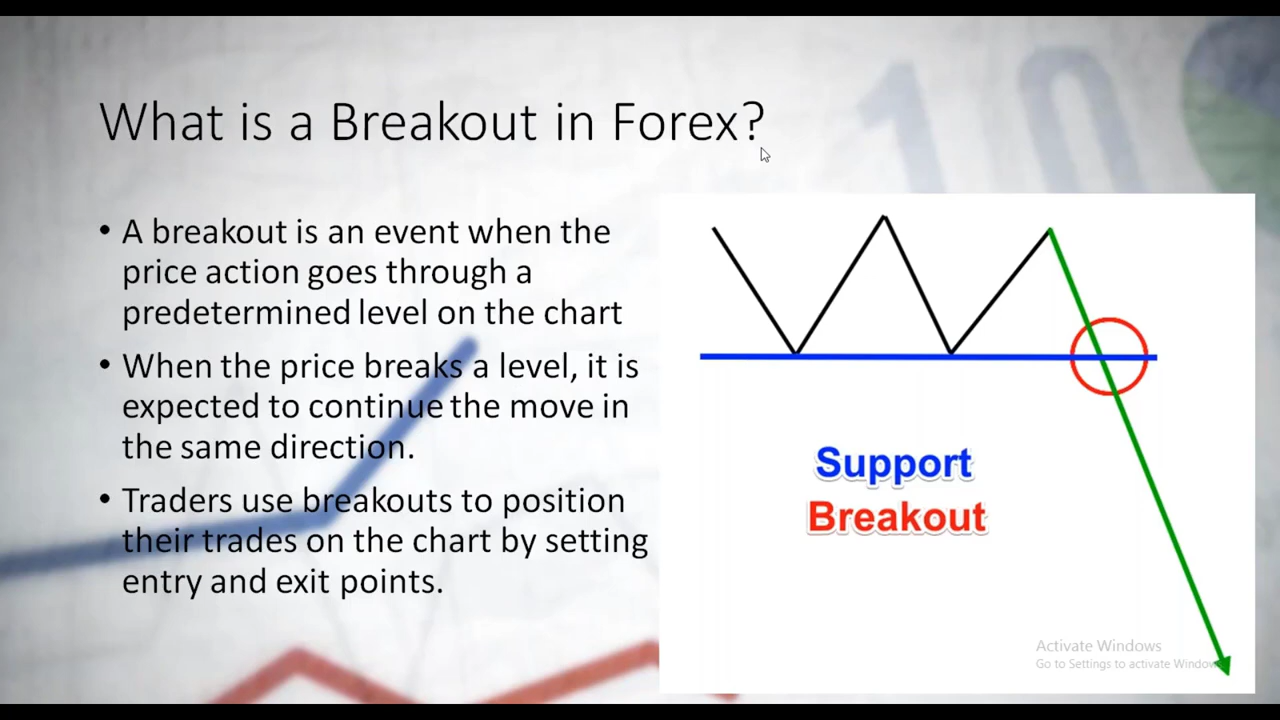 What is a Breakout in Forex?
• A breakout is an event when the
price action goes through a
predetermined level on the chart
• When the price breaks a level, it is
expected to continue the move in
the same direction.
• Traders use breakouts to position
their trades on the chart by setting
entry and exit points.
10
Support
Breakout
Activate Windows
Go to Settings to activate Windows